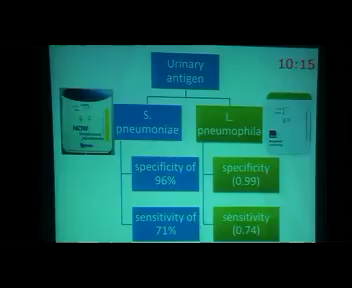 Urinary
antigen
10:15
S.
pneumoniae
L.
pneumophila
NOW
specificity of
96%
specificity
(0.99)
sensitivity of
71%
sensitivity
(0.74)